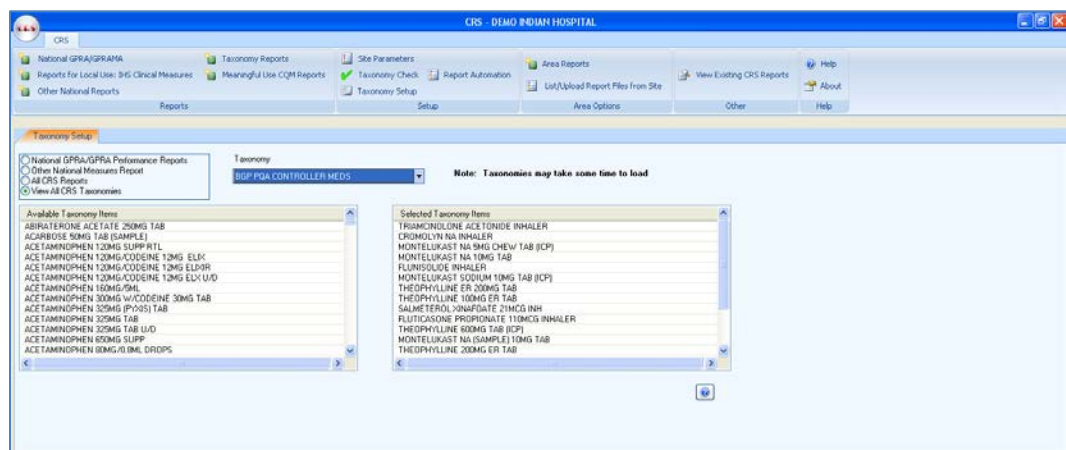 CRS - DEMO INDIAN HOSPITAL
CRS
National GPRA/GPRAMA
Reports for Local Use: IHS Clinical Measures
Other National Reports
Taxonomy Reports
Meaningful Use CQM Reports
Reports
Site Parameters
Taxonomy Check
Report Automation
Taxonomy Setup
Setup
Area Reports
List/Upload Report Files from Site
Area Options
View Existing CRS Reports
Other
Help
About
Help
Taxonomy Setup
National GPRA/GPRA Performance Reports
Other National Measures Report
All CRS Reports
View All CRS Taxonomies
Taxonomy
BGP PQA CONTROLLER MEDS
Note: Taxonomies may take some time to load
Available Taxonomy Items
ABIRATERONE ACETATE 250MG TAB
ACARBOSE 50MG TAB (SAMPLE)
ACETAMINOPHEN 120MG SUPP RTL
ACETAMINOPHEN 120MG/CODEINE 12MG ELIX
ACETAMINOPHEN 120MG/CODEINE 12MG ELIXIR
ACETAMINOPHEN 120MG/CODEINE 12MG ELX U/D
ACETAMINOPHEN 160MG/5ML
ACETAMINOPHEN 300MG W/CODEINE 30MG TAB
ACETAMINOPHEN 325MG (PYXIS) TAB
ACETAMINOPHEN 325MG TAB
ACETAMINOPHEN 325MG TAB U/D
ACETAMINOPHEN 650MG SUPP
ACETAMINOPHEN 80MG/0.8ML DROPS
Selected Taxonomy Items
TRIAMCINOLONE ACETONIDE INHALER
CROMOLYN NA INHALER
MONTELUKAST NA 5MG CHEW TAB (ICP)
MONTELUKAST NA 10MG TAB
FLUNISOLIDE INHALER
MONTELUKAST SODIUM 10MG TAB (ICP)
THEOPHYLLINE ER 200MG TAB
THEOPHYLLINE 100MG ER TAB
SALMETEROL XINAFOATE 21MCG INH
FLUTICASONE PROPIONATE 110MCG INHALER
THEOPHYLLINE 600MG TAB (ICP)
MONTELUKAST NA (SAMPLE) 10MG TAB
THEOPHYLLINE 200MG ER TAB